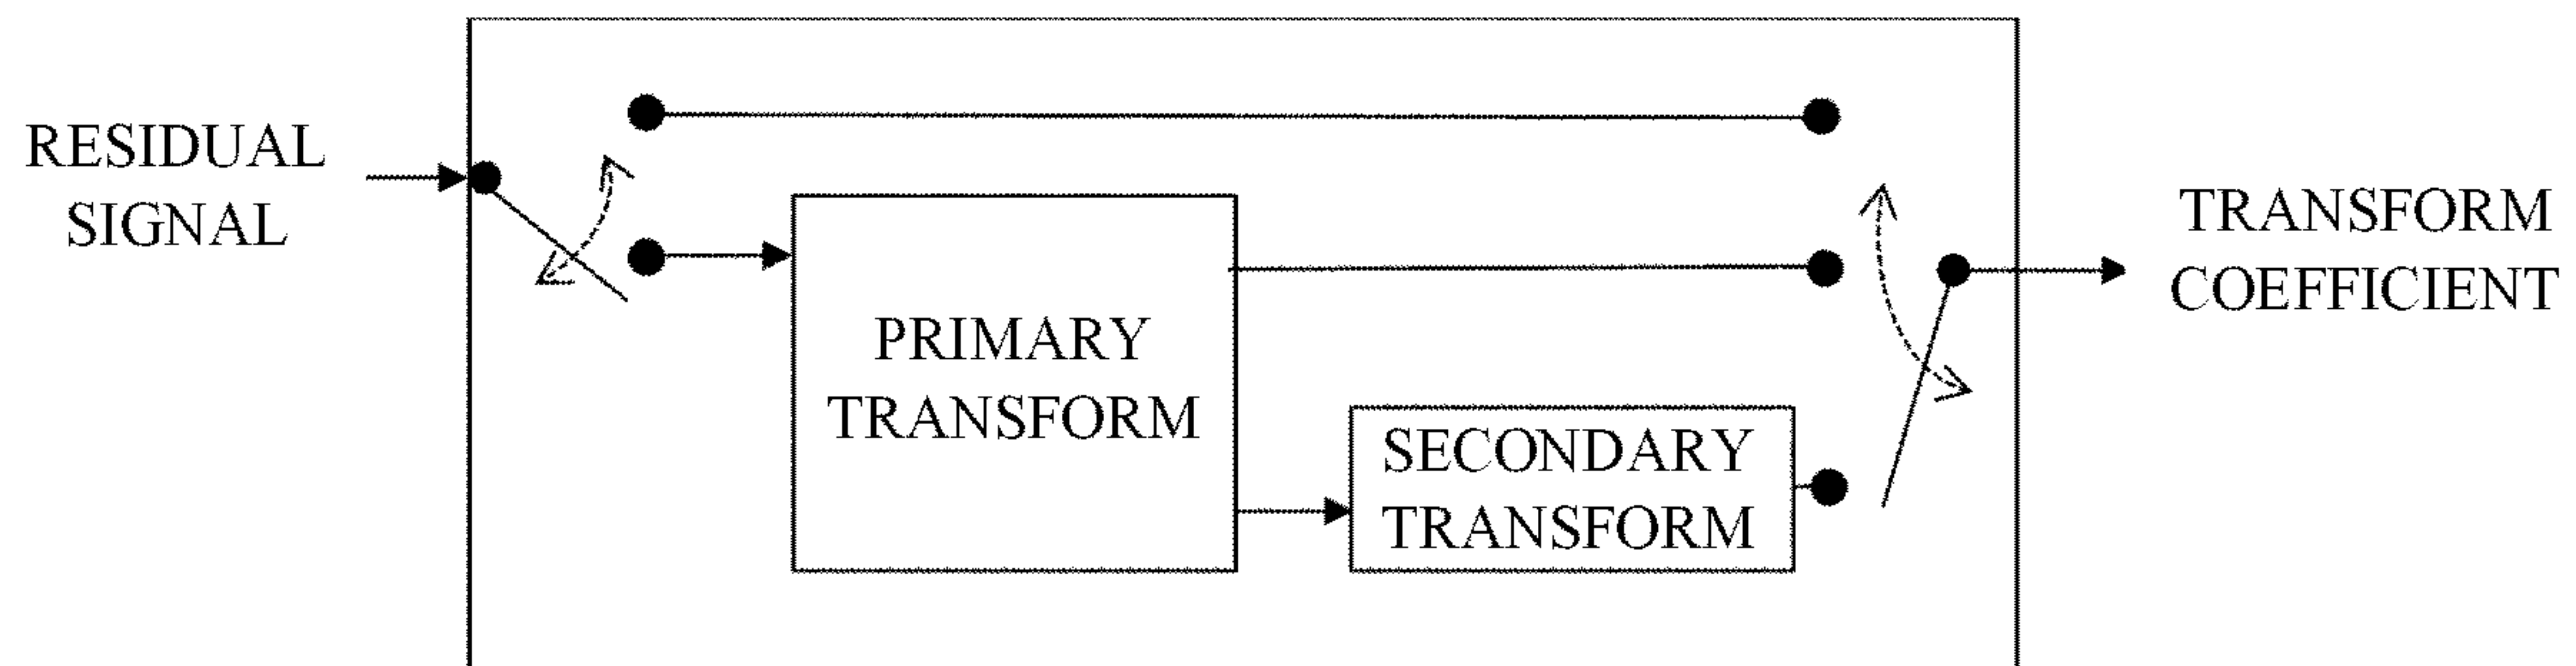 RESIDUAL
SIGNAL
PRIMARY
TRANSFORM
SECONDARY
TRANSFORM
TRANSFORM
COEFFICIENT